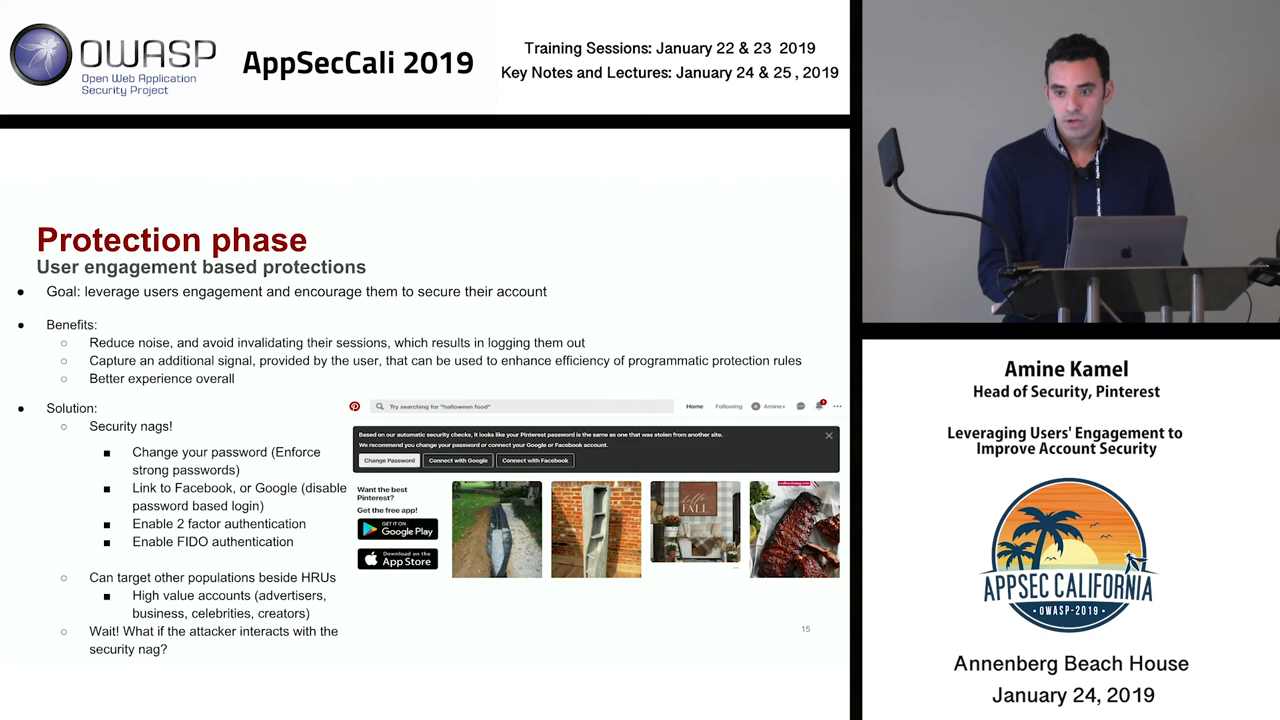 OWASP
Open Web Application
Security Project
AppSecCali 2019
Training Sessions: January 22 & 23 2019
Key Notes and Lectures: January 24 & 25 , 2019
Protection phase
User engagement based protections
● Goal: leverage users engagement and encourage them to secure their account
● Benefits:
○ Reduce noise, and avoid invalidating their sessions, which results in logging them out
○ Capture an additional signal, provided by the user, that can be used to enhance efficiency of programmatic protection rules
○ Better experience overall
● Solution:
○ Security nags!
■ Change your password (Enforce
strong passwords)
■ Link to Facebook, or Google (disable
password based login)
■ Enable 2 factor authentication
■ Enable FIDO authentication
○ Can target other populations beside HRUs
■ High value accounts (advertisers,
business, celebrities, creators)
○ Wait! What if the attacker interacts with the
security nag?
Try searching for "halloween food"
Home Following Amine+
Based on our automatic security checks, it looks like your Pinterest password is the same as one that was stolen from another site.
We recommend you change your password or connect your Google or Facebook account.
Change Password Connect with Google Connect with Facebook
Want the best
Pinterest?
Get the free app!
GET IT ON
Google Play
Download on the
App Store
hello
FALL
15
Amine Kamel
Head of Security, Pinterest
Leveraging Users' Engagement to
Improve Account Security
APPSEC CALIFORNIA
• OWASP-2019 •
Annenberg Beach House
January 24, 2019